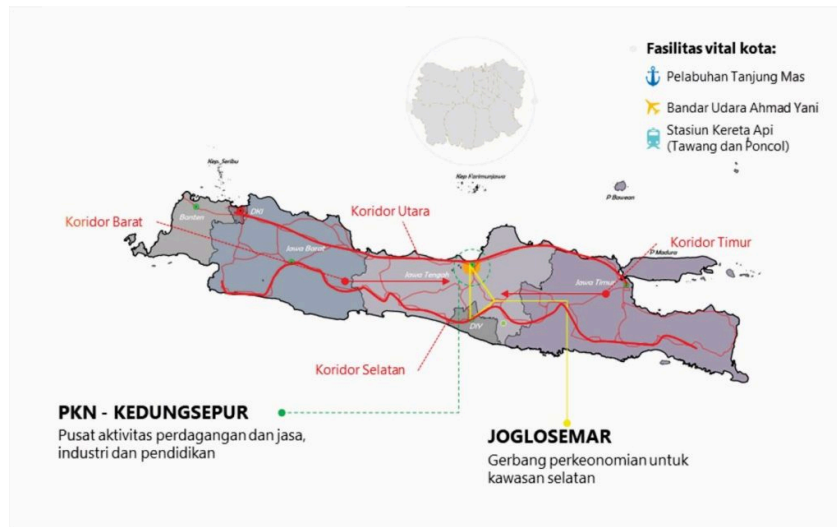 Fasilitas vital kota:
Pelabuhan Tanjung Mas
Bandar Udara Ahmad Yani
Stasiun Kereta Api
(Tawang dan Poncol)
Kep. Seribu
Kep Karimunjawa
P Bawean
Banten
DKI
Koridor Barat
Koridor Utara
Koridor Timur
P Madura
Jawa Barat
Jawa Tengah
Jawa Timur
DIY
Koridor Selatan
PKN - KEDUNGSEPUR
Pusat aktivitas perdagangan dan jasa,
industri dan pendidikan
JOGLOSEMAR
Gerbang perkeonomian untuk
kawasan selatan